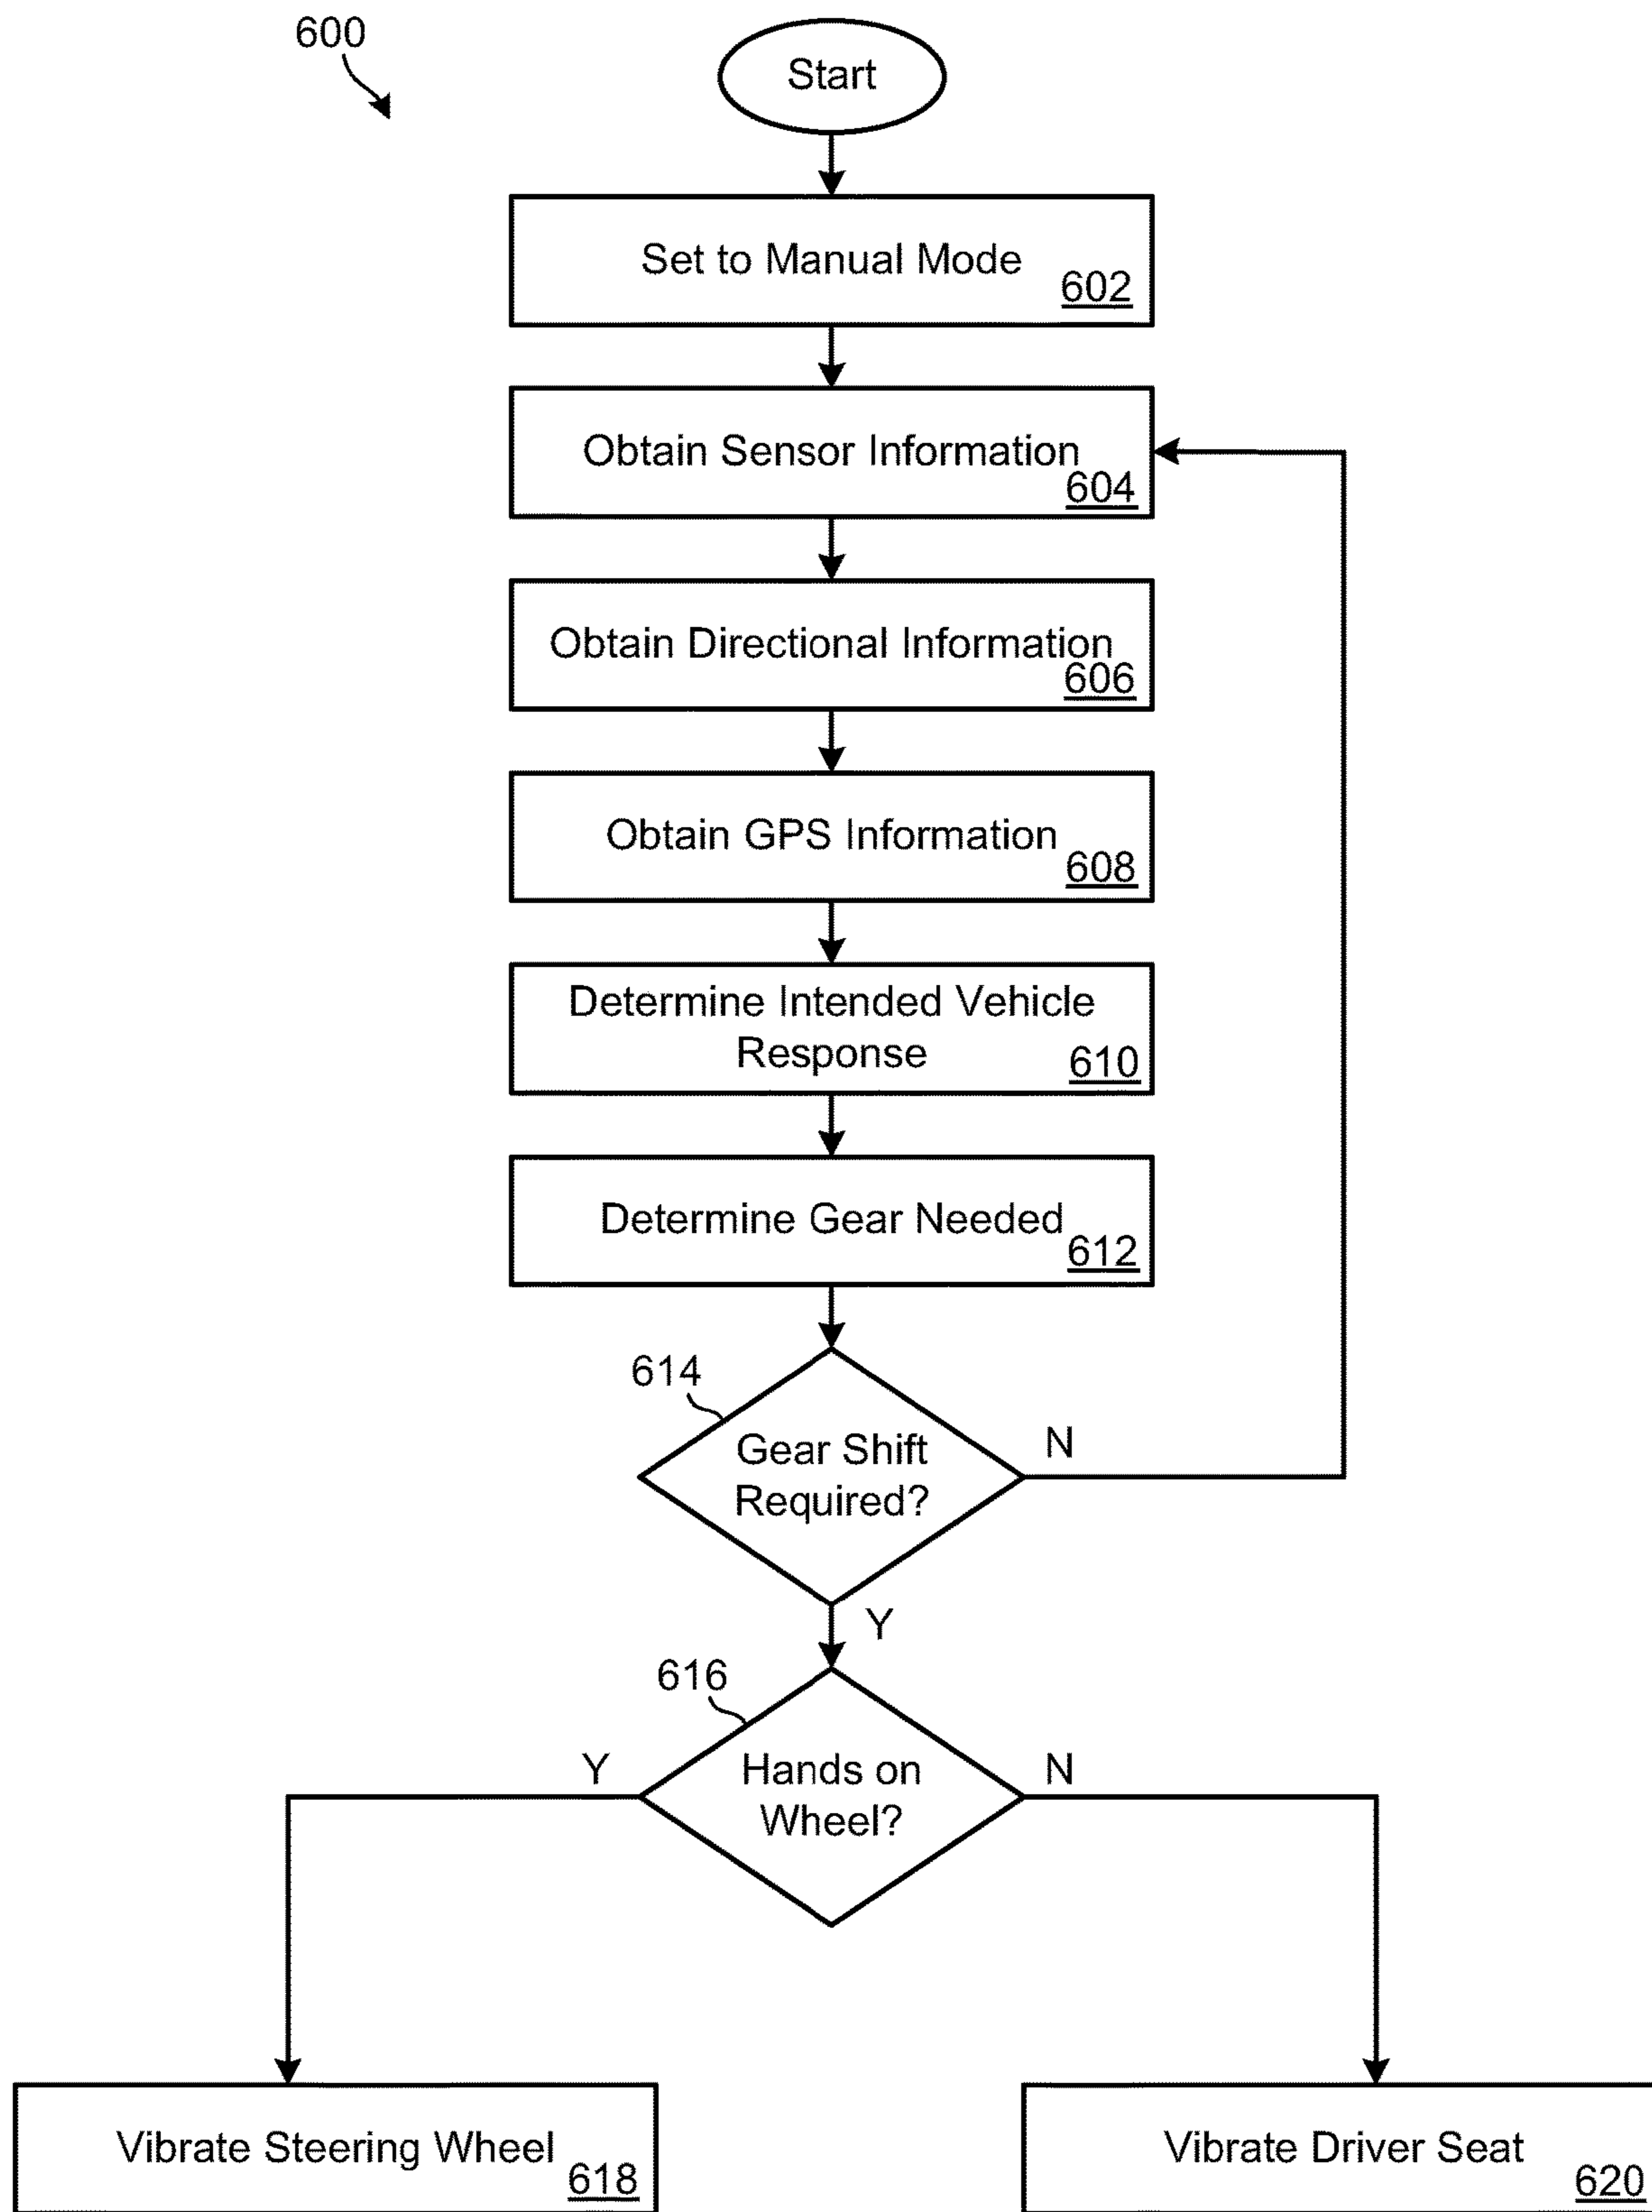 600
Start
Set to Manual Mode
602
Obtain Sensor Information
604
Obtain Directional Information
606
Obtain GPS Information
608
Determine Intended Vehicle
Response
610
Determine Gear Needed
612
614
Gear Shift
Required?
N
Y
616
Hands on
Wheel?
Y
N
Vibrate Steering Wheel
618
Vibrate Driver Seat
620